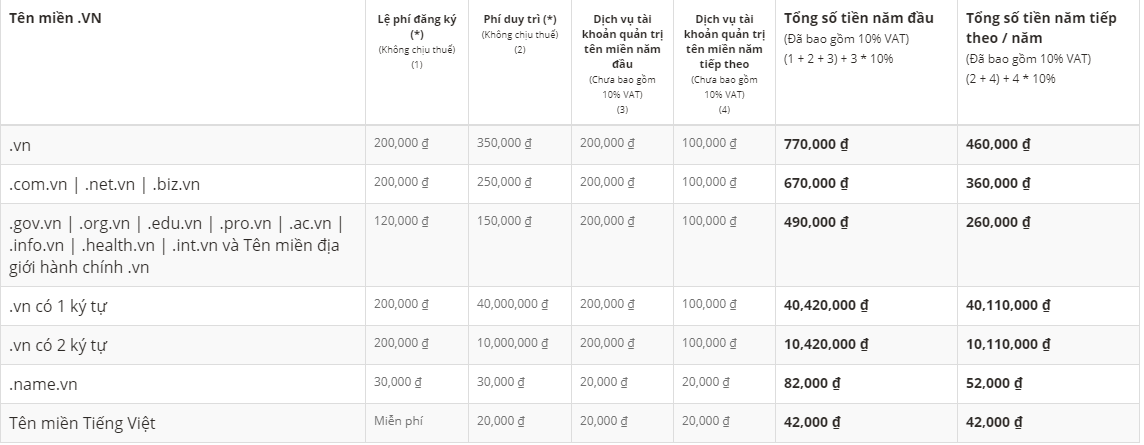 Tên miền .VN
Lệ phí đăng ký
(*)
(Không chịu thuế)
(1)
Phí duy trì (*)
(Không chịu thuế)
(2)
Dịch vụ tài
khoản quản trị
tên miền năm
đầu
(Chưa bao gồm
10% VAT)
(3)
Dịch vụ tài
khoản quản trị
tên miền năm
tiếp theo
(Chưa bao gồm
10% VAT)
(4)
Tổng số tiền năm đầu
(Đã bao gồm 10% VAT)
(1 + 2 + 3) + 3 * 10%
Tổng số tiền năm tiếp
theo / năm
(Đã bao gồm 10% VAT)
(2 + 4) + 4 * 10%
.vn 200,000 ₫ 350,000 ₫ 200,000 ₫ 100,000 ₫ 770,000 ₫ 460,000 ₫
.com.vn | .net.vn | .biz.vn 200,000 ₫ 250,000 ₫ 200,000 ₫ 100,000 ₫ 670,000 ₫ 360,000 ₫
.gov.vn | .org.vn | .edu.vn | .pro.vn | .ac.vn | 120,000 ₫ 150,000 ₫ 200,000 ₫ 100,000 ₫ 490,000 ₫ 260,000 ₫
.info.vn | .health.vn | .int.vn và Tên miền địa
giới hành chính .vn
.vn có 1 ký tự 200,000 ₫ 40,000,000 ₫ 200,000 ₫ 100,000 ₫ 40,420,000 ₫ 40,110,000 ₫
.vn có 2 ký tự 200,000 ₫ 10,000,000 ₫ 200,000 ₫ 100,000 ₫ 10,420,000 ₫ 10,110,000 ₫
.name.vn 30,000 ₫ 30,000 ₫ 20,000 ₫ 20,000 ₫ 82,000 ₫ 52,000 ₫
Tên miền Tiếng Việt Miễn phí 20,000 ₫ 20,000 ₫ 20,000 ₫ 42,000 ₫ 42,000 ₫